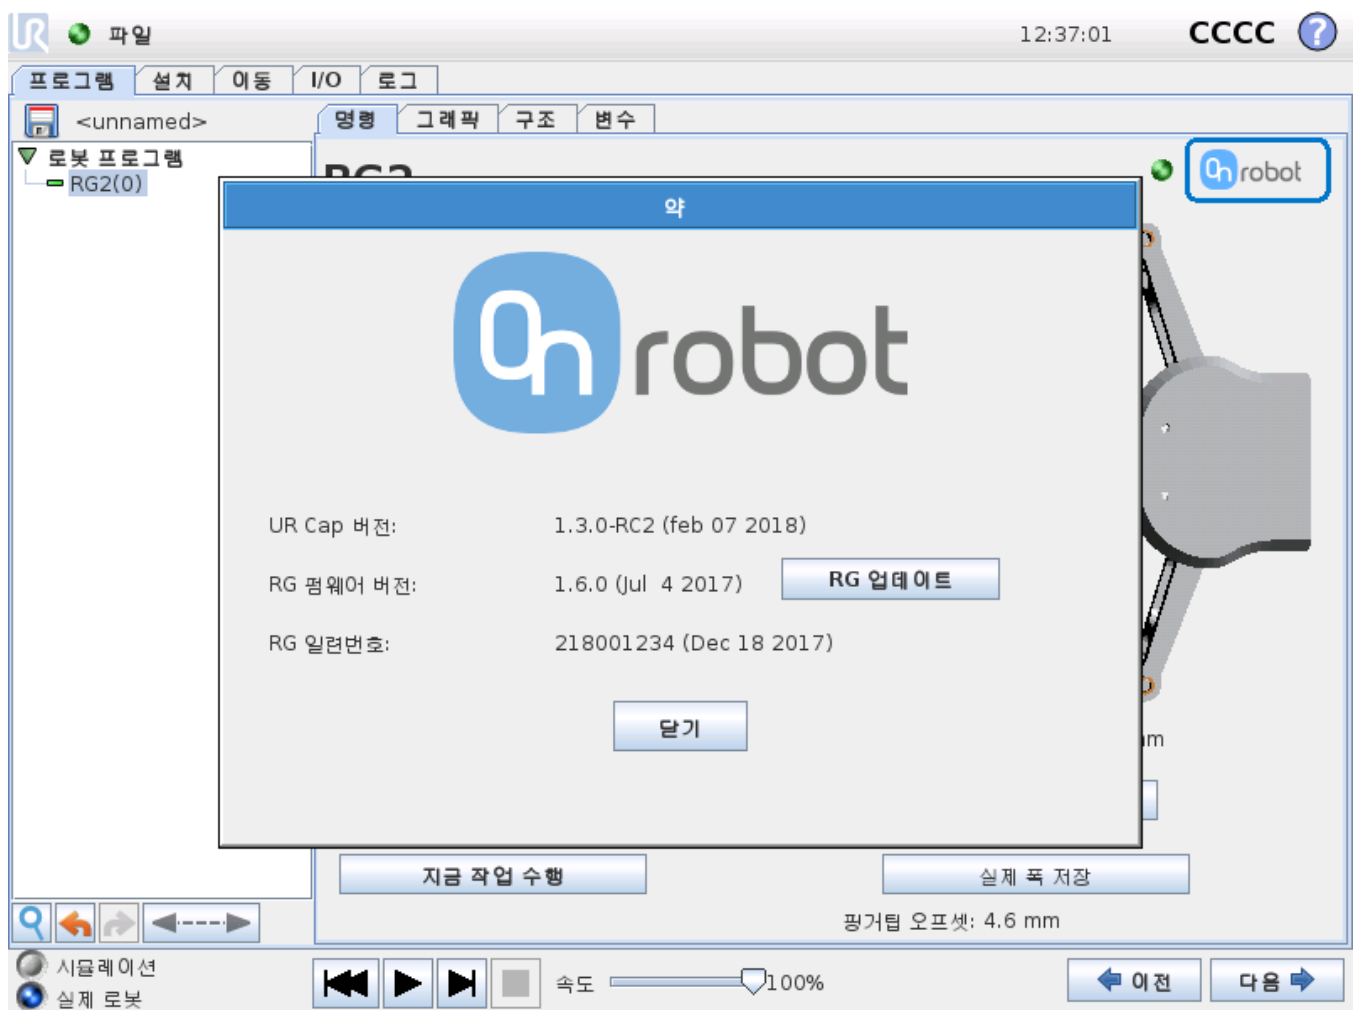 UR 파일 12:37:01 CCCC ?
프로그램 설치 이동 I/O 로그
<unnamed> 명령 그래픽 구조 변수
로봇 프로그램
RG2(0)
RG2
On robot
약
On robot
UR Cap 버전: 1.3.0-RC2 (feb 07 2018)
RG 펌웨어 버전: 1.6.0 (Jul 4 2017) RG 업데이트
RG 일련번호: 218001234 (Dec 18 2017)
닫기
지금 작업 수행 실제 폭 저장
핑거팁 오프셋: 4.6 mm
시뮬레이션
실제 로봇
속도 100% 이전 다음